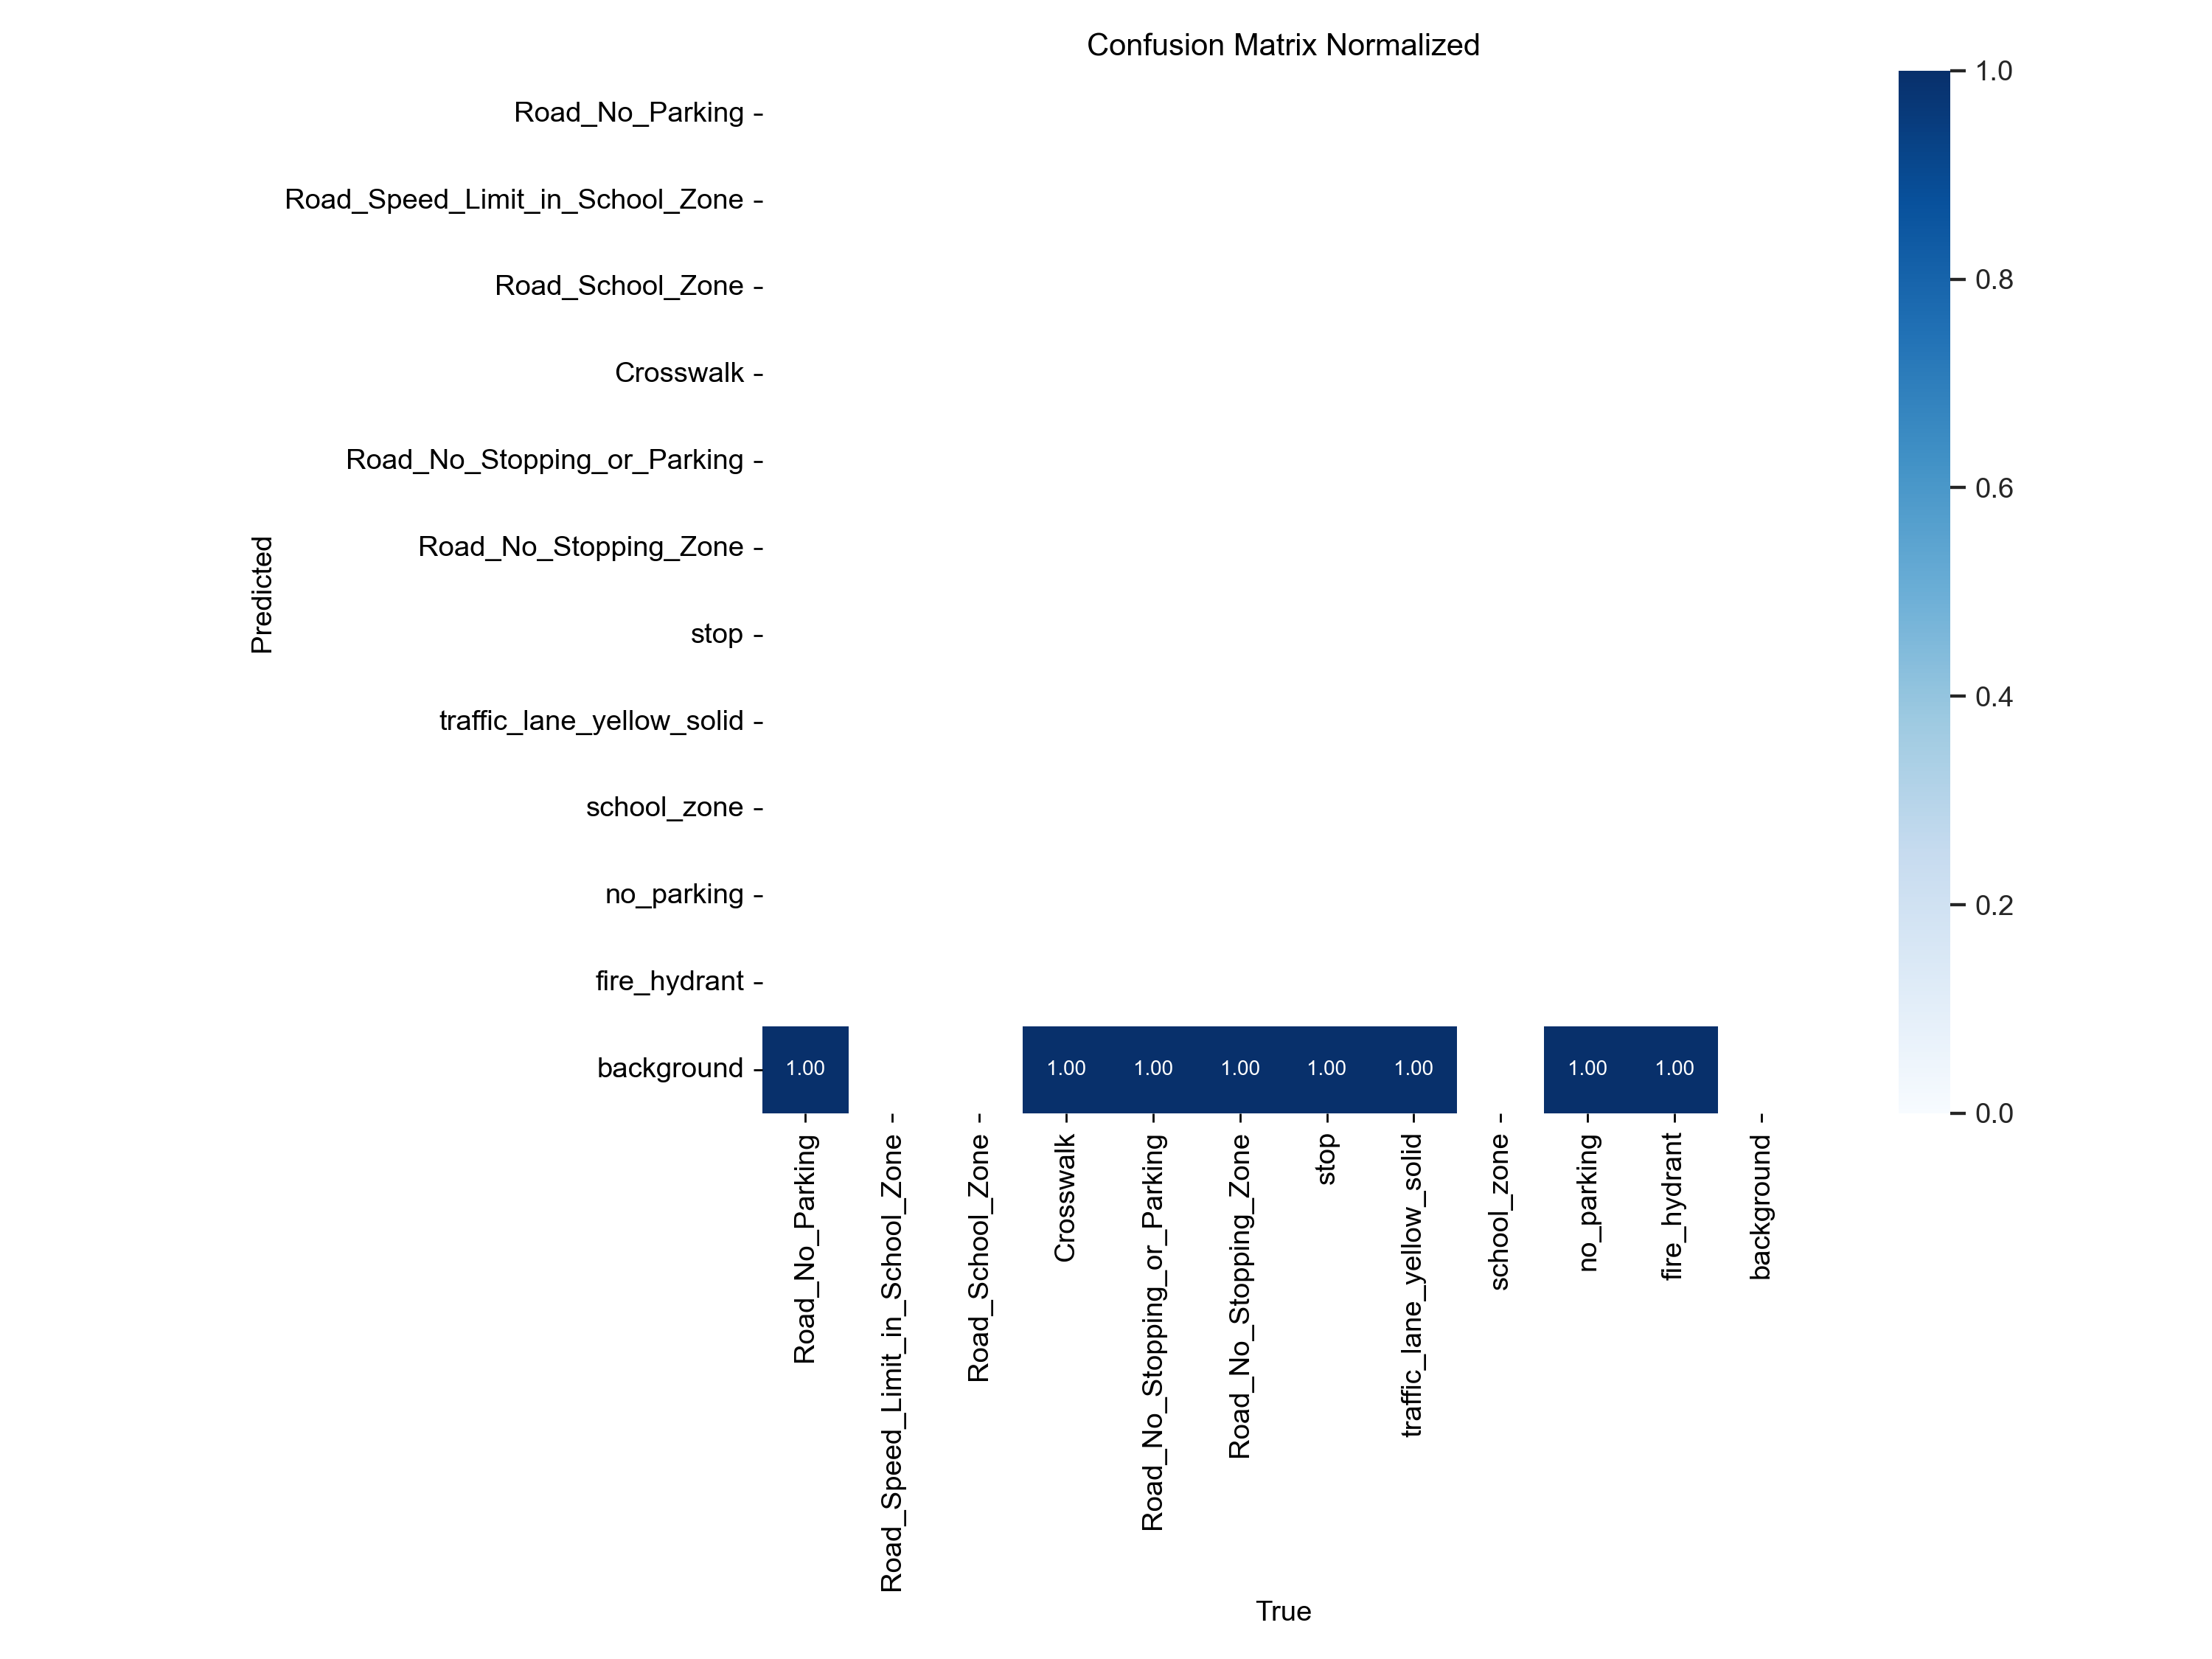 Confusion Matrix Normalized
Predicted
Road_No_Parking
Road_Speed_Limit_in_School_Zone
Road_School_Zone
Crosswalk
Road_No_Stopping_or_Parking
Road_No_Stopping_Zone
stop
traffic_lane_yellow_solid
school_zone
no_parking
fire_hydrant
background
1.00 1.00 1.00 1.00 1.00 1.00 1.00 1.00
Road_No_Parking
Road_Speed_Limit_in_School_Zone
Road_School_Zone
Crosswalk
Road_No_Stopping_or_Parking
Road_No_Stopping_Zone
stop
traffic_lane_yellow_solid
school_zone
no_parking
fire_hydrant
background
True
1.0
0.8
0.6
0.4
0.2
0.0